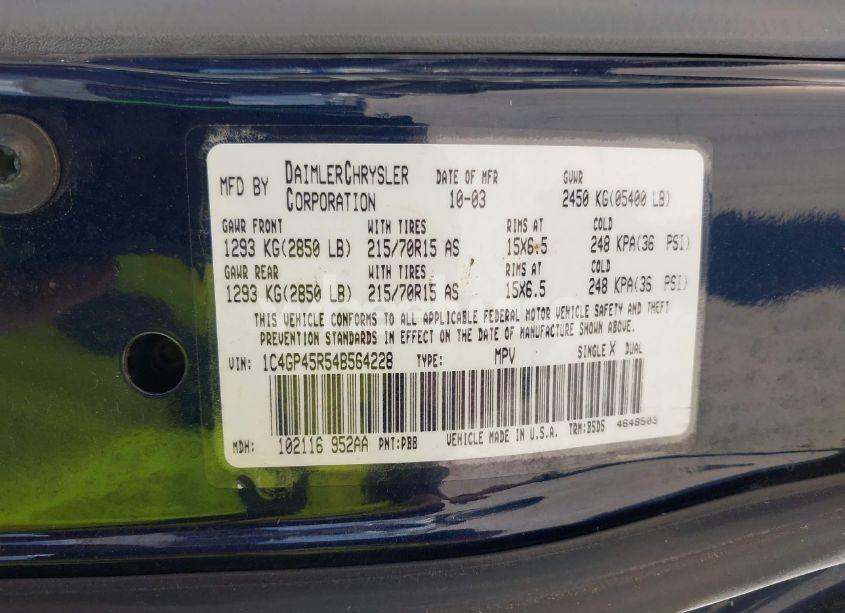 MFD BY DAIMLERCHRYSLER CORPORATION DATE OF MFR 10-03 GVWR 2450 KG(05400 LB)
GAWR FRONT WITH TIRES RIMS AT COLD
1293 KG(2850 LB) 215/70R15 AS 15X6.5 248 KPA(36 PSI)
GAWR REAR WITH TIRES RIMS AT COLD
1293 KG(2850 LB) 215/70R15 AS 15X6.5 248 KPA(36 PSI)
THIS VEHICLE CONFORMS TO ALL APPLICABLE FEDERAL MOTOR VEHICLE SAFETY AND THEFT
PREVENTION STANDARDS IN EFFECT ON THE DATE OF MANUFACTURE SHOWN ABOVE.
VIN: 1C4GP45R54B564228 TYPE: MPV SINGLE X DUAL
MDH: 102116 952AA PNT:PB8 VEHICLE MADE IN U.S.A. TRM:B5D5 4648503